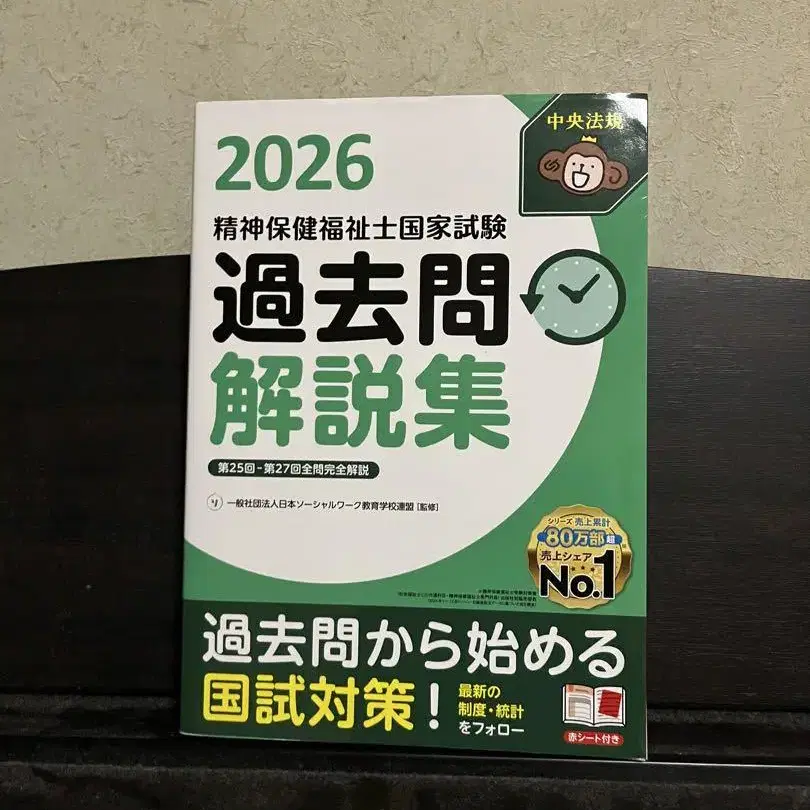 中央法規
2026
精神保健福祉士国家試験
過去問
解説集
第25回-第27回全問完全解説
一般社団法人日本ソーシャルワーク教育学校連盟［監修］
シリーズ 売上累計
80万部超
売上シェア
No.1
過去問から始める
国試対策！
最新の
制度・統計
をフォロー
赤シート付き